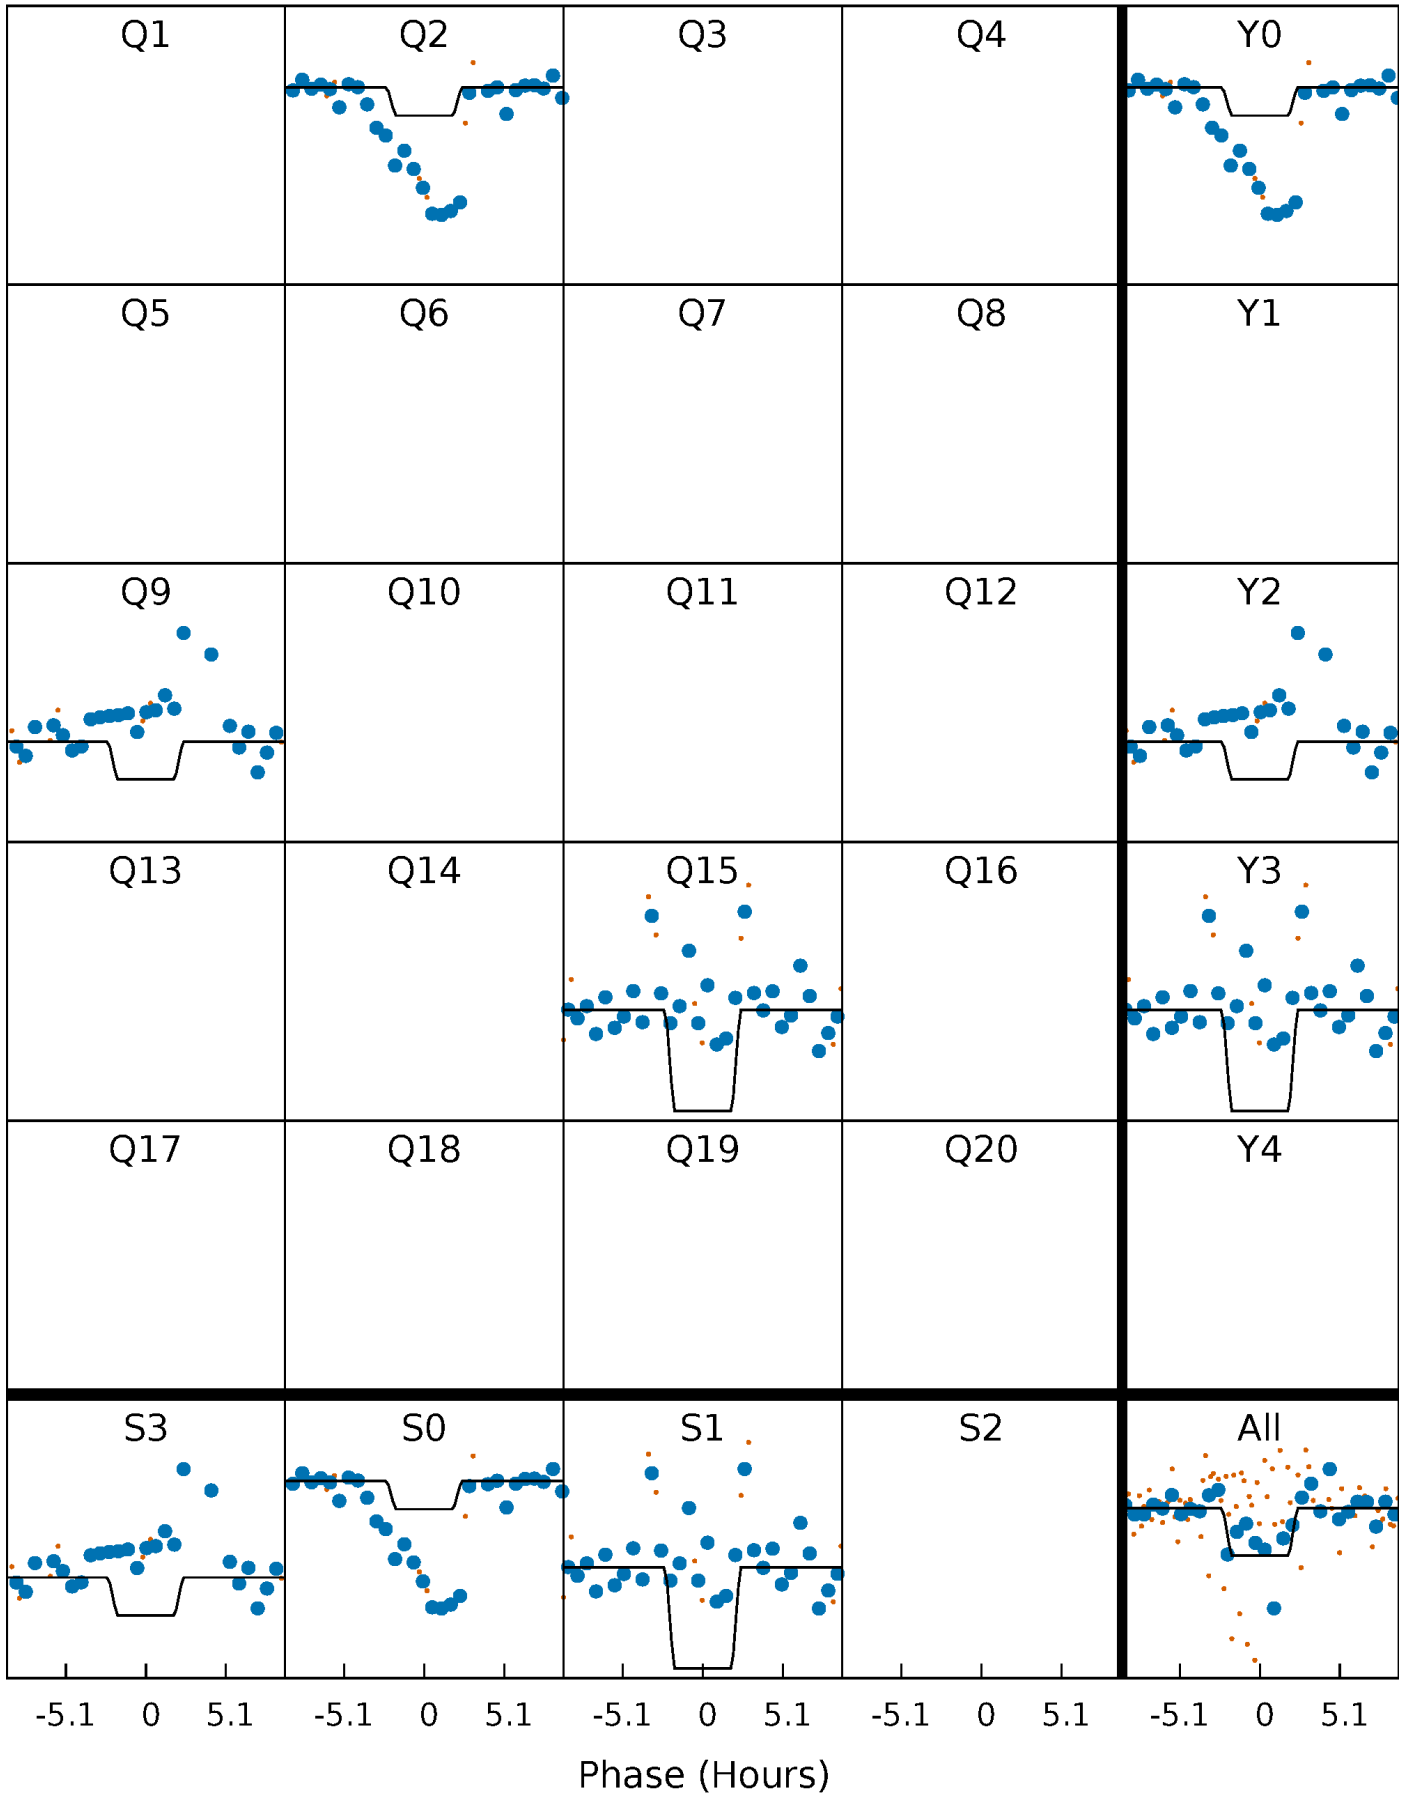 Q1 Q2 Q3 Q4 Y0
Q5 Q6 Q7 Q8 Y1
Q9 Q10 Q11 Q12 Y2
Q13 Q14 Q15 Q16 Y3
Q17 Q18 Q19 Q20 Y4
S3 S0 S1 S2 All
-5.1 0 5.1 -5.1 0 5.1 -5.1 0 5.1 -5.1 0 5.1 -5.1 0 5.1
Phase (Hours)